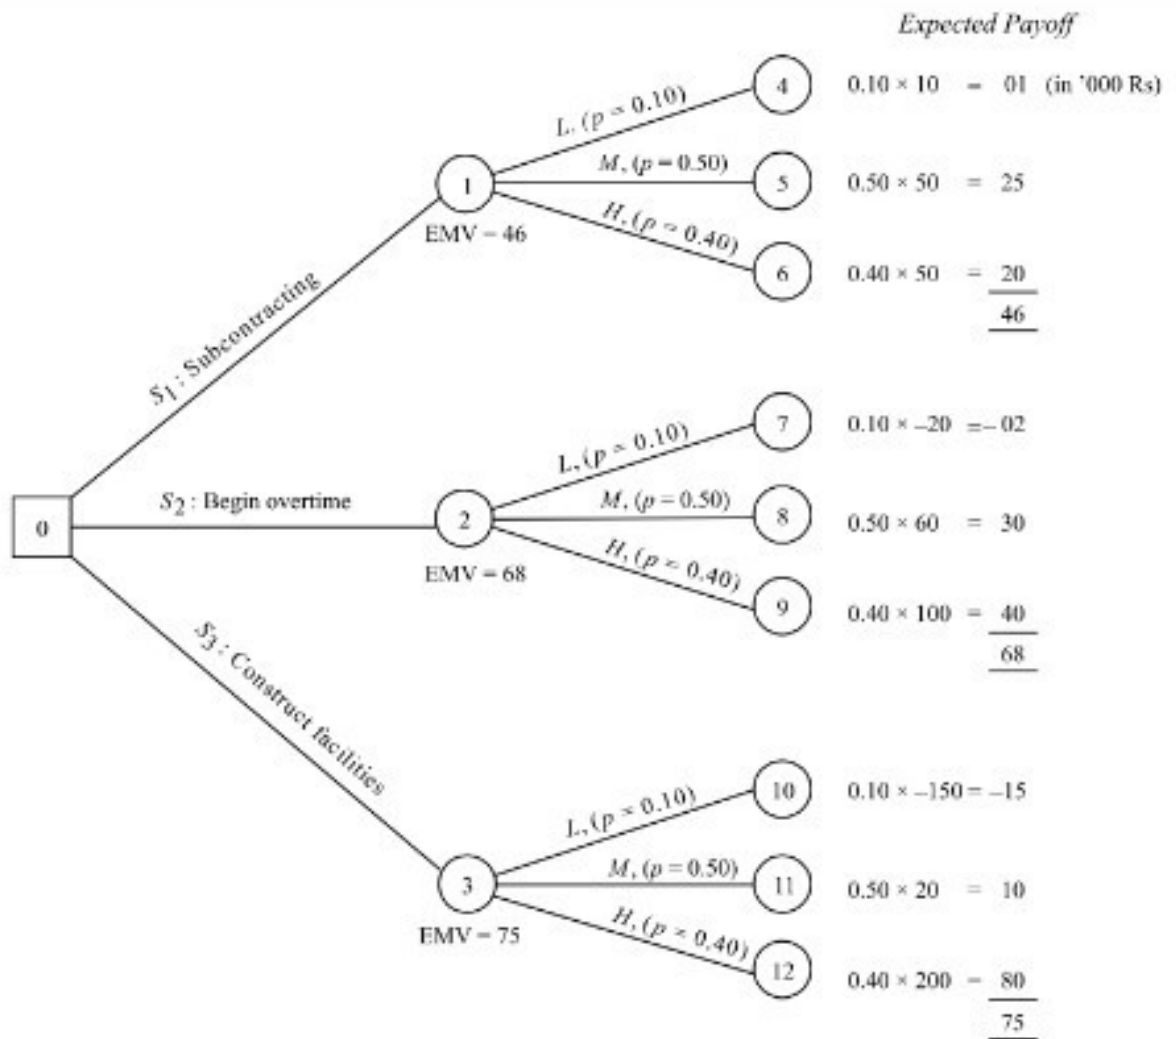 Expected Payoff
L. (p = 0.10)
4
0.10 × 10 = 01 (in '000 Rs)
1
M, (p = 0.50)
5
0.50 × 50 = 25
EMV = 46
H, (p = 0.40)
6
0.40 × 50 = 20
46
S1 : Subcontracting
L, (p = 0.10)
7
0.10 × –20 =– 02
0
S2 : Begin overtime
2
M, (p = 0.50)
8
0.50 × 60 = 30
EMV = 68
H, (p = 0.40)
9
0.40 × 100 = 40
68
S3 : Construct facilities
L, (p = 0.10)
10
0.10 × –150 = –15
3
M, (p = 0.50)
11
0.50 × 20 = 10
EMV = 75
H, (p = 0.40)
12
0.40 × 200 = 80
75